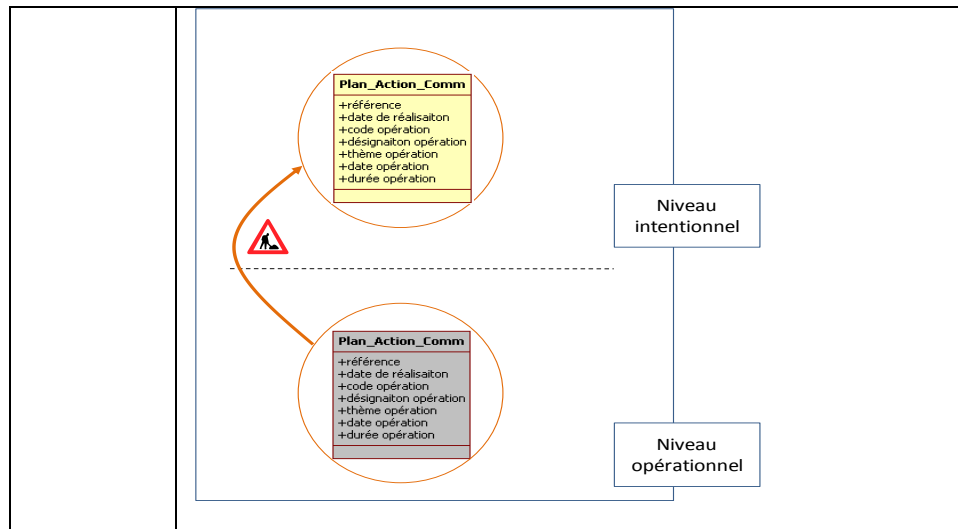 Plan_Action_Comm
+référence
+date de réalisaiton
+code opération
+désignaiton opération
+thème opération
+date opération
+durée opération
Niveau
intentionnel
Plan_Action_Comm
+référence
+date de réalisaiton
+code opération
+désignaiton opération
+thème opération
+date opération
+durée opération
Niveau
opérationnel